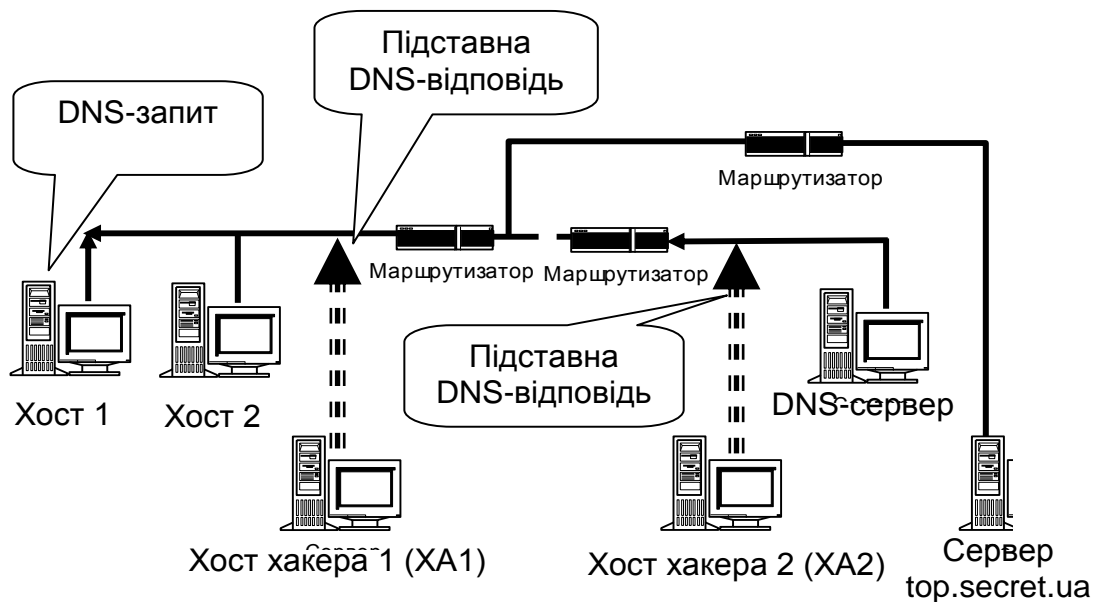 Підставна
DNS-відповідь
DNS-запит
Маршрутизатор
Маршрутизатор
Маршрутизатор
Підставна
DNS-відповідь
Хост 1
Хост 2
DNS-сервер
Хост хакера 1 (ХА1)
Хост хакера 2 (ХА2)
Сервер
top.secret.ua